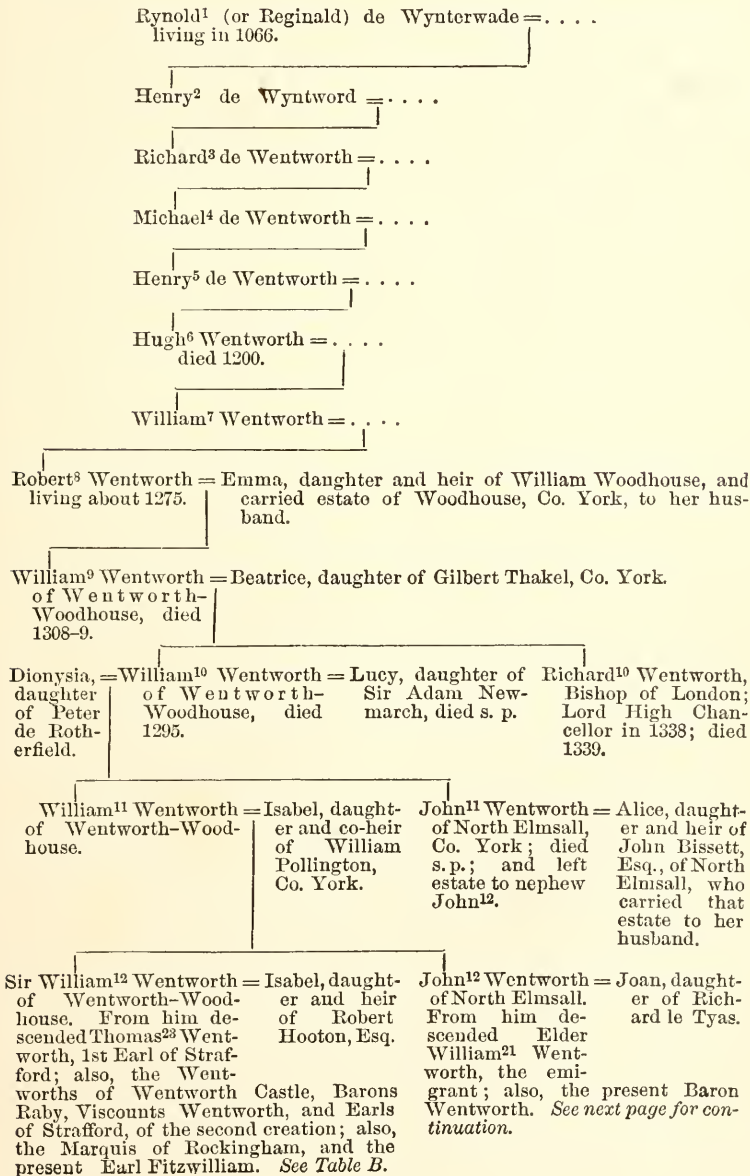 Rynold¹ (or Reginald) de Wynterwade = . . . .
living in 1066.
Henry² de Wyntword = . . . .
Richard³ de Wentworth = . . . .
Michael⁴ de Wentworth = . . . .
Henry⁵ de Wentworth = . . . .
Hugh⁶ Wentworth = . . . .
died 1200.
William⁷ Wentworth = . . . .
Robert⁸ Wentworth = Emma, daughter and heir of William Woodhouse, and
living about 1275. carried estate of Woodhouse, Co. York, to her hus-
band.
William⁹ Wentworth = Beatrice, daughter of Gilbert Thakel, Co. York.
of Wentworth-
Woodhouse, died
1308-9.
Dionysia, = William¹⁰ Wentworth = Lucy, daughter of Richard¹⁰ Wentworth,
daughter of Wentworth- Sir Adam New- Bishop of London;
of Peter Woodhouse, died march, died s. p. Lord High Chan-
de Roth- 1295. cellor in 1338; died
erfield. 1339.
William¹¹ Wentworth = Isabel, daught- John¹¹ Wentworth = Alice, daught-
of Wentworth-Wood- er and co-heir of North Elmsall, er and heir of
house. of William Co. York; died John Bissett,
Pollington, s.p.; and left Esq., of North
Co. York. estate to nephew Elmsall, who
John¹². carried that
estate to her
husband.
Sir William¹² Wentworth = Isabel, daught- John¹² Wentworth = Joan, daught-
of Wentworth-Wood- er and heir of North Elmsall. er of Rich-
house. From him de- of Robert From him de- ard le Tyas.
scended Thomas²³ Went- Hooton, Esq. scended Elder
worth, 1st Earl of Straf- William²¹ Went-
ford; also, the Went- worth, the emi-
worths of Wentworth Castle, Barons grant; also, the present Baron
Raby, Viscounts Wentworth, and Earls Wentworth. See next page for con-
of Strafford, of the second creation; also, tinuation.
the Marquis of Rockingham, and the
present Earl Fitzwilliam. See Table B.